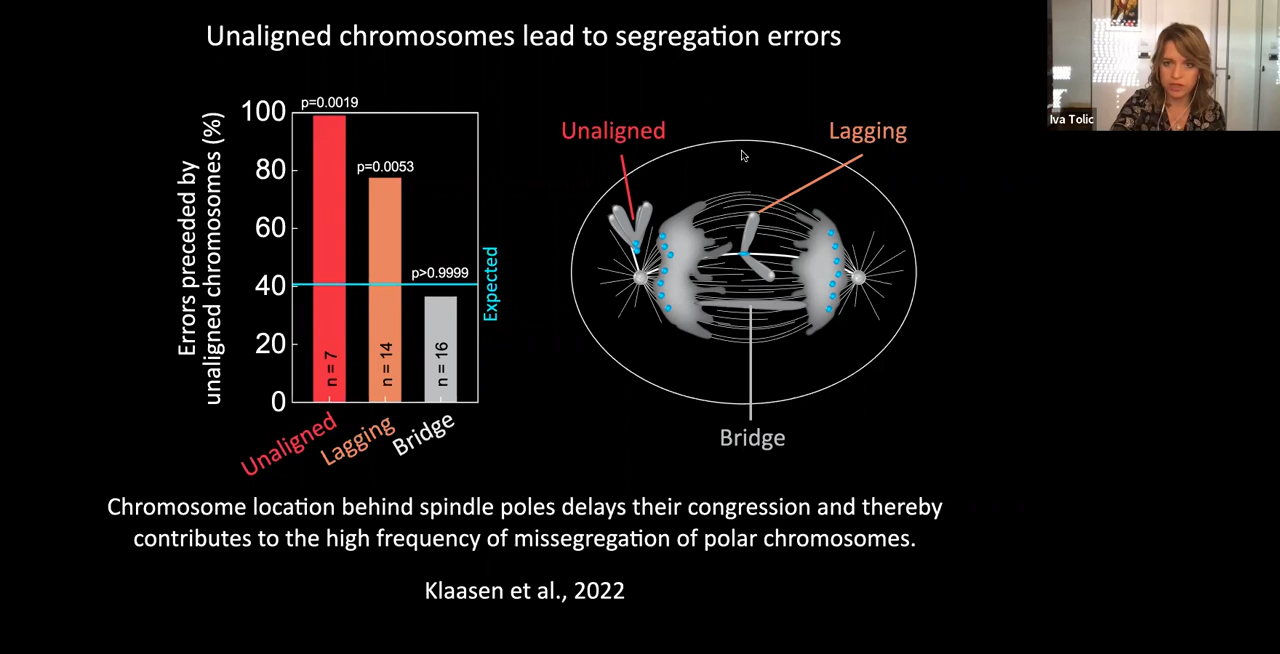 Unaligned chromosomes lead to segregation errors
Iva Tolic
Errors preceded by
unaligned chromosomes (%)
100
80
60
40
20
0
p=0.0019
p=0.0053
p>0.9999
Expected
n = 7
n = 14
n = 16
Unaligned
Lagging
Bridge
Unaligned
Lagging
Bridge
Chromosome location behind spindle poles delays their congression and thereby
contributes to the high frequency of missegregation of polar chromosomes.
Klaasen et al., 2022